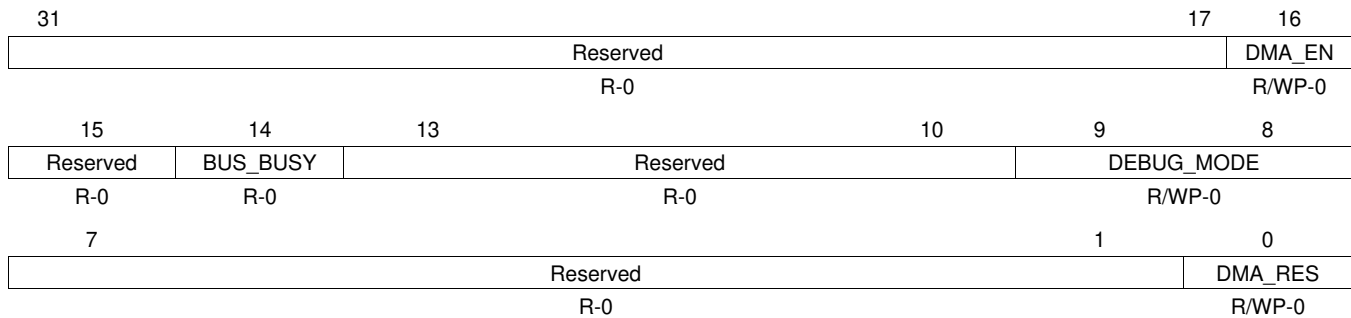 31 17 16
Reserved DMA_EN
R-0 R/WP-0
15 14 13 10 9 8
Reserved BUS_BUSY Reserved DEBUG_MODE
R-0 R-0 R-0 R/WP-0
7 1 0
Reserved DMA_RES
R-0 R/WP-0